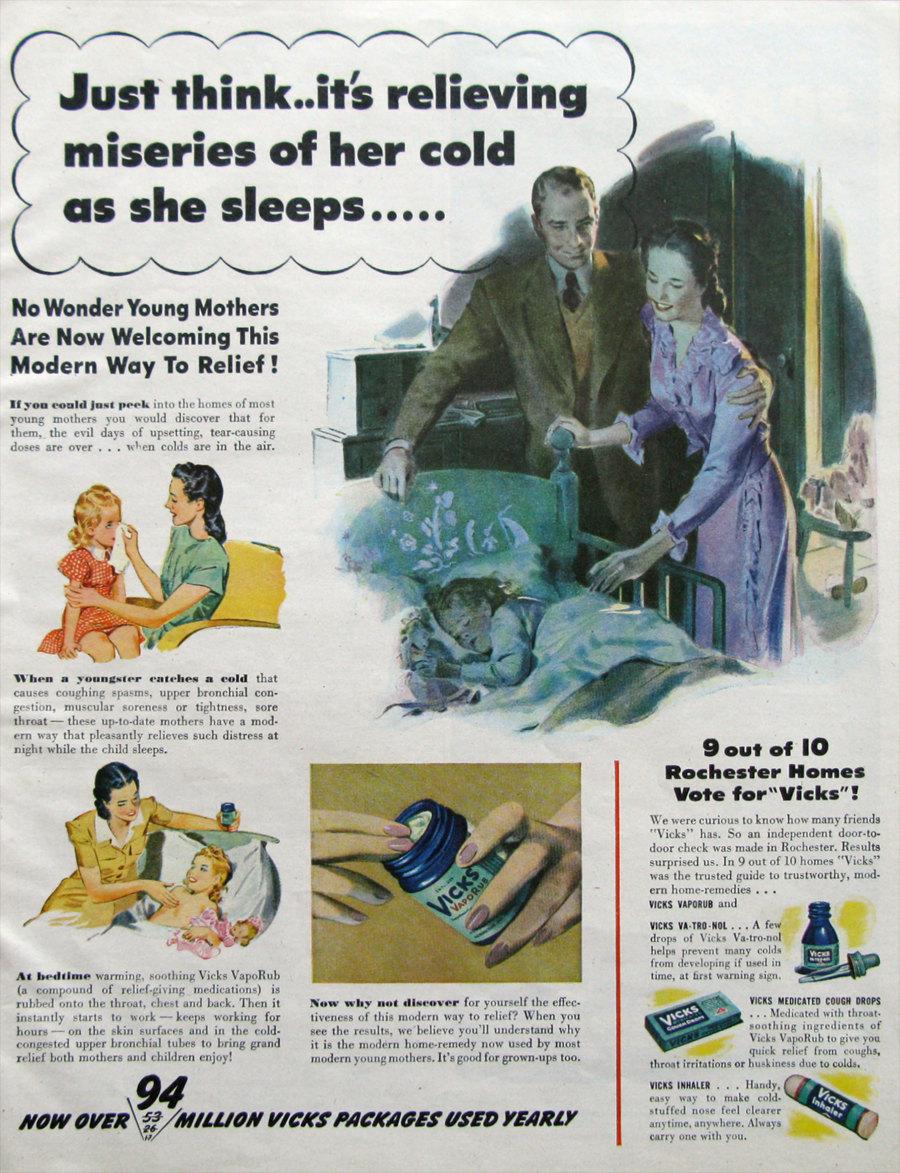 Just think..it's relieving
miseries of her cold
as she sleeps.....
No Wonder Young Mothers
Are Now Welcoming This
Modern Way To Relief!
If you could just peek into the homes of most
young mothers you would discover that for
them, the evil days of upsetting, tear-causing
doses are over . . . when colds are in the air.
When a youngster catches a cold that
causes coughing spasms, upper bronchial con-
gestion, muscular soreness or tightness, sore
throat — these up-to-date mothers have a mod-
ern way that pleasantly relieves such distress at
night while the child sleeps.
At bedtime warming, soothing Vicks VapoRub
(a compound of relief-giving medications) is
rubbed onto the throat, chest and back. Then it
instantly starts to work — keeps working for
hours — on the skin surfaces and in the cold-
congested upper bronchial tubes to bring grand
relief both mothers and children enjoy!
VICKS
VAPORUB
Now why not discover for yourself the effec-
tiveness of this modern way to relief? When you
see the results, we believe you'll understand why
it is the modern home-remedy now used by most
modern young mothers. It's good for grown-ups too.
9 out of 10
Rochester Homes
Vote for "Vicks"!
We were curious to know how many friends
"Vicks" has. So an independent door-to-
door check was made in Rochester. Results
surprised us. In 9 out of 10 homes "Vicks"
was the trusted guide to trustworthy, mod-
ern home-remedies . . .
VICKS VAPORUB and
VICKS VA-TRO-NOL . . . A few
drops of Vicks Va-tro-nol
helps prevent many colds
from developing if used in
time, at first warning sign.
VICKS
VA-TRO-NOL
VICKS MEDICATED COUGH DROPS
. . . Medicated with throat-
soothing ingredients of
Vicks VapoRub to give you
quick relief from coughs,
throat irritations or huskiness due to colds.
VICKS
COUGH DROPS
VICKS
VICKS INHALER . . . Handy,
easy way to make cold-
stuffed nose feel clearer
anytime, anywhere. Always
carry one with you.
VICKS
Inhaler
NOW OVER 94 MILLION VICKS PACKAGES USED YEARLY
53
26
17